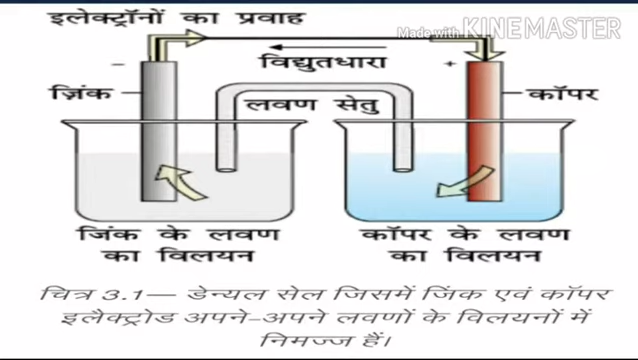 इलेक्ट्रॉनों का प्रवाह
Made with KINEMASTER
विद्युतधारा
– +
ज़िंक
कॉपर
लवण सेतु
जिंक के लवण
का विलयन
कॉपर के लवण
का विलयन
चित्र 3.1— डेन्यल सेल जिसमें जिंक एवं कॉपर
इलैक्ट्रोड अपने-अपने लवणों के विलयनों में
निमज्ज हैं।